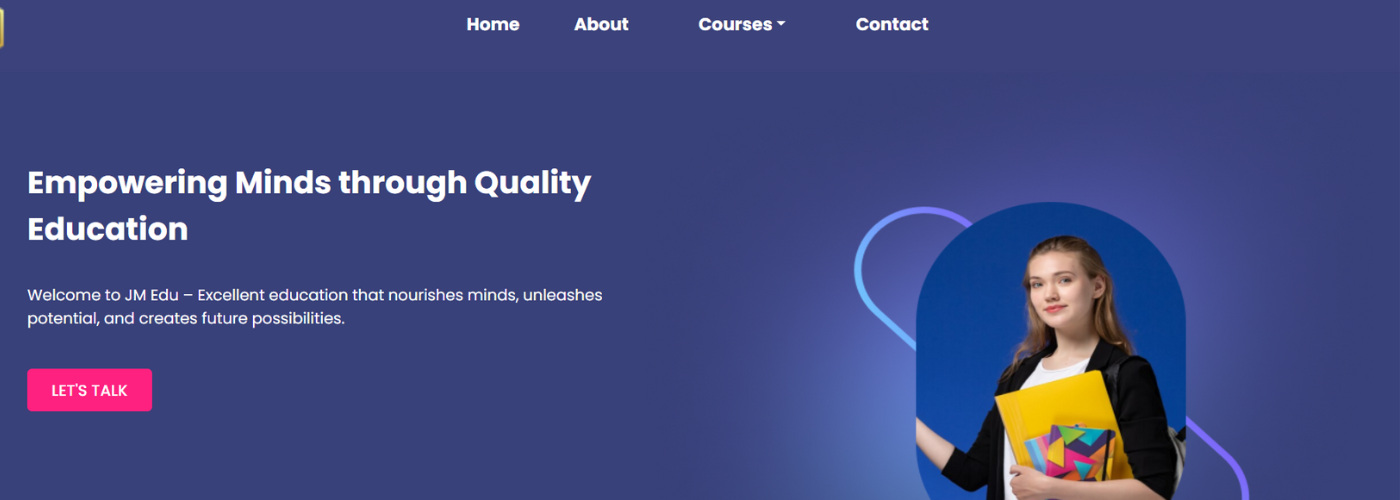 Home About Courses Contact
Empowering Minds through Quality
Education
Welcome to JM Edu – Excellent education that nourishes minds, unleashes
potential, and creates future possibilities.
LET'S TALK